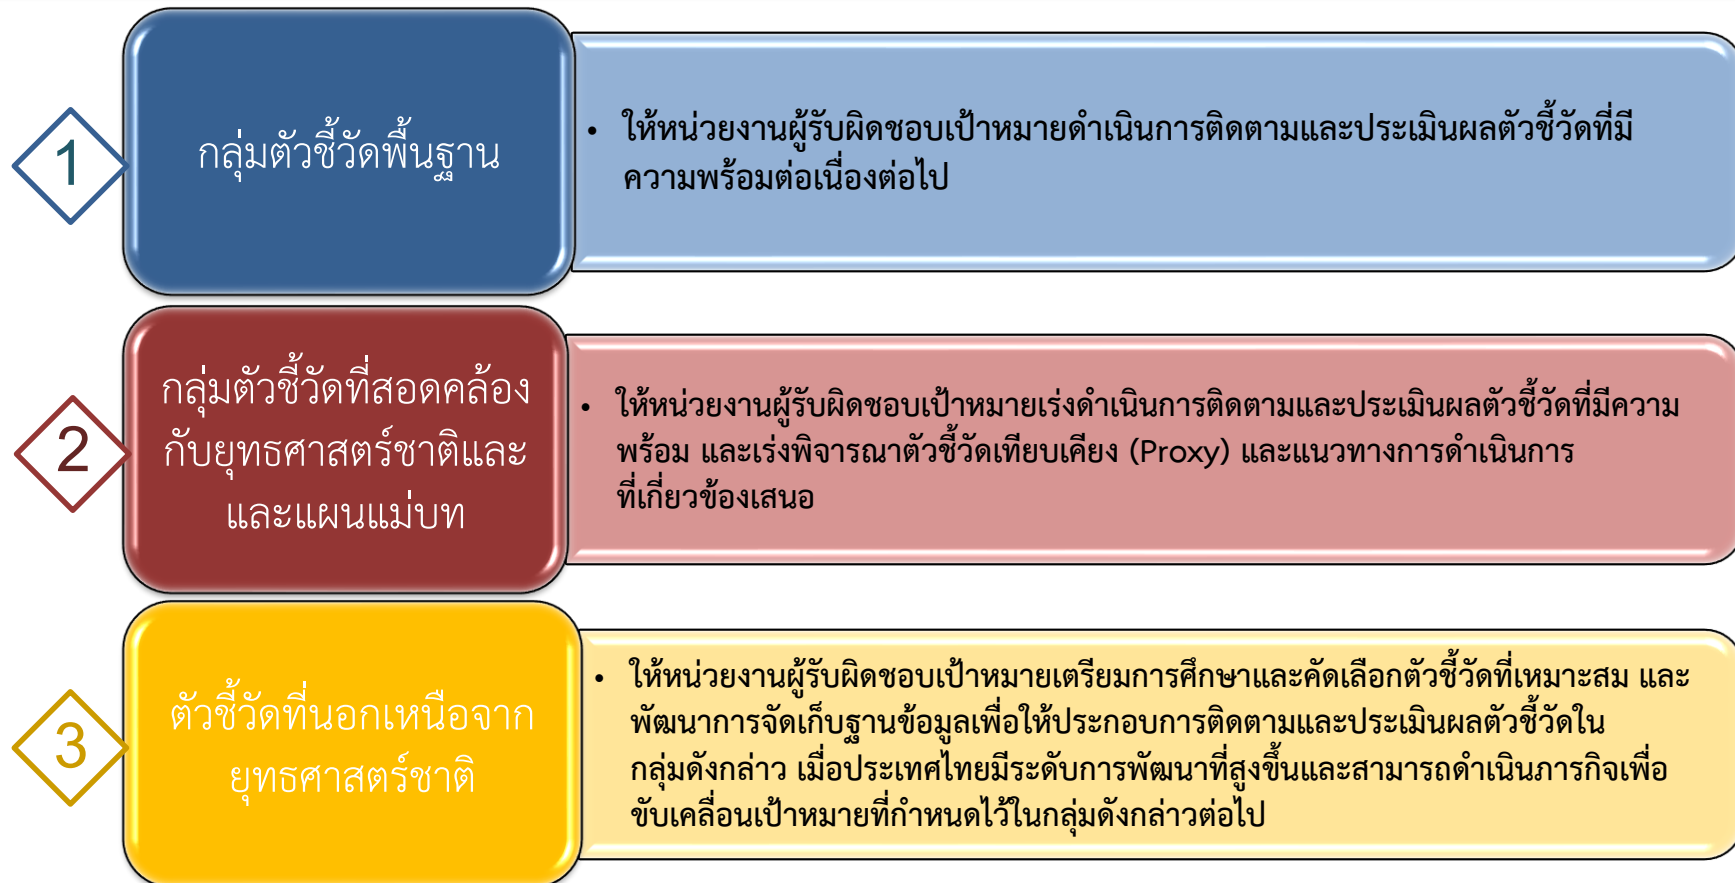 1
กลุ่มตัวชี้วัดพื้นฐาน
• ให้หน่วยงานผู้รับผิดชอบเป้าหมายดำเนินการติดตามและประเมินผลตัวชี้วัดที่มี
ความพร้อมต่อเนื่องต่อไป
2
กลุ่มตัวชี้วัดที่สอดคล้อง
กับยุทธศาสตร์ชาติและ
และแผนแม่บท
• ให้หน่วยงานผู้รับผิดชอบเป้าหมายเร่งดำเนินการติดตามและประเมินผลตัวชี้วัดที่มีความ
พร้อม และเร่งพิจารณาตัวชี้วัดเทียบเคียง (Proxy) และแนวทางการดำเนินการ
ที่เกี่ยวข้องเสนอ
3
ตัวชี้วัดที่นอกเหนือจาก
ยุทธศาสตร์ชาติ
• ให้หน่วยงานผู้รับผิดชอบเป้าหมายเตรียมการศึกษาและคัดเลือกตัวชี้วัดที่เหมาะสม และ
พัฒนาการจัดเก็บฐานข้อมูลเพื่อให้ประกอบการติดตามและประเมินผลตัวชี้วัดใน
กลุ่มดังกล่าว เมื่อประเทศไทยมีระดับการพัฒนาที่สูงขึ้นและสามารถดำเนินภารกิจเพื่อ
ขับเคลื่อนเป้าหมายที่กำหนดไว้ในกลุ่มดังกล่าวต่อไป